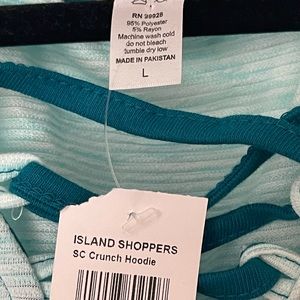 RN 99928
95% Polyester
5% Rayon
Machine wash cold
do not bleach
tumble dry low
MADE IN PAKISTAN
L
ISLAND SHOPPERS
SC Crunch Hoodie